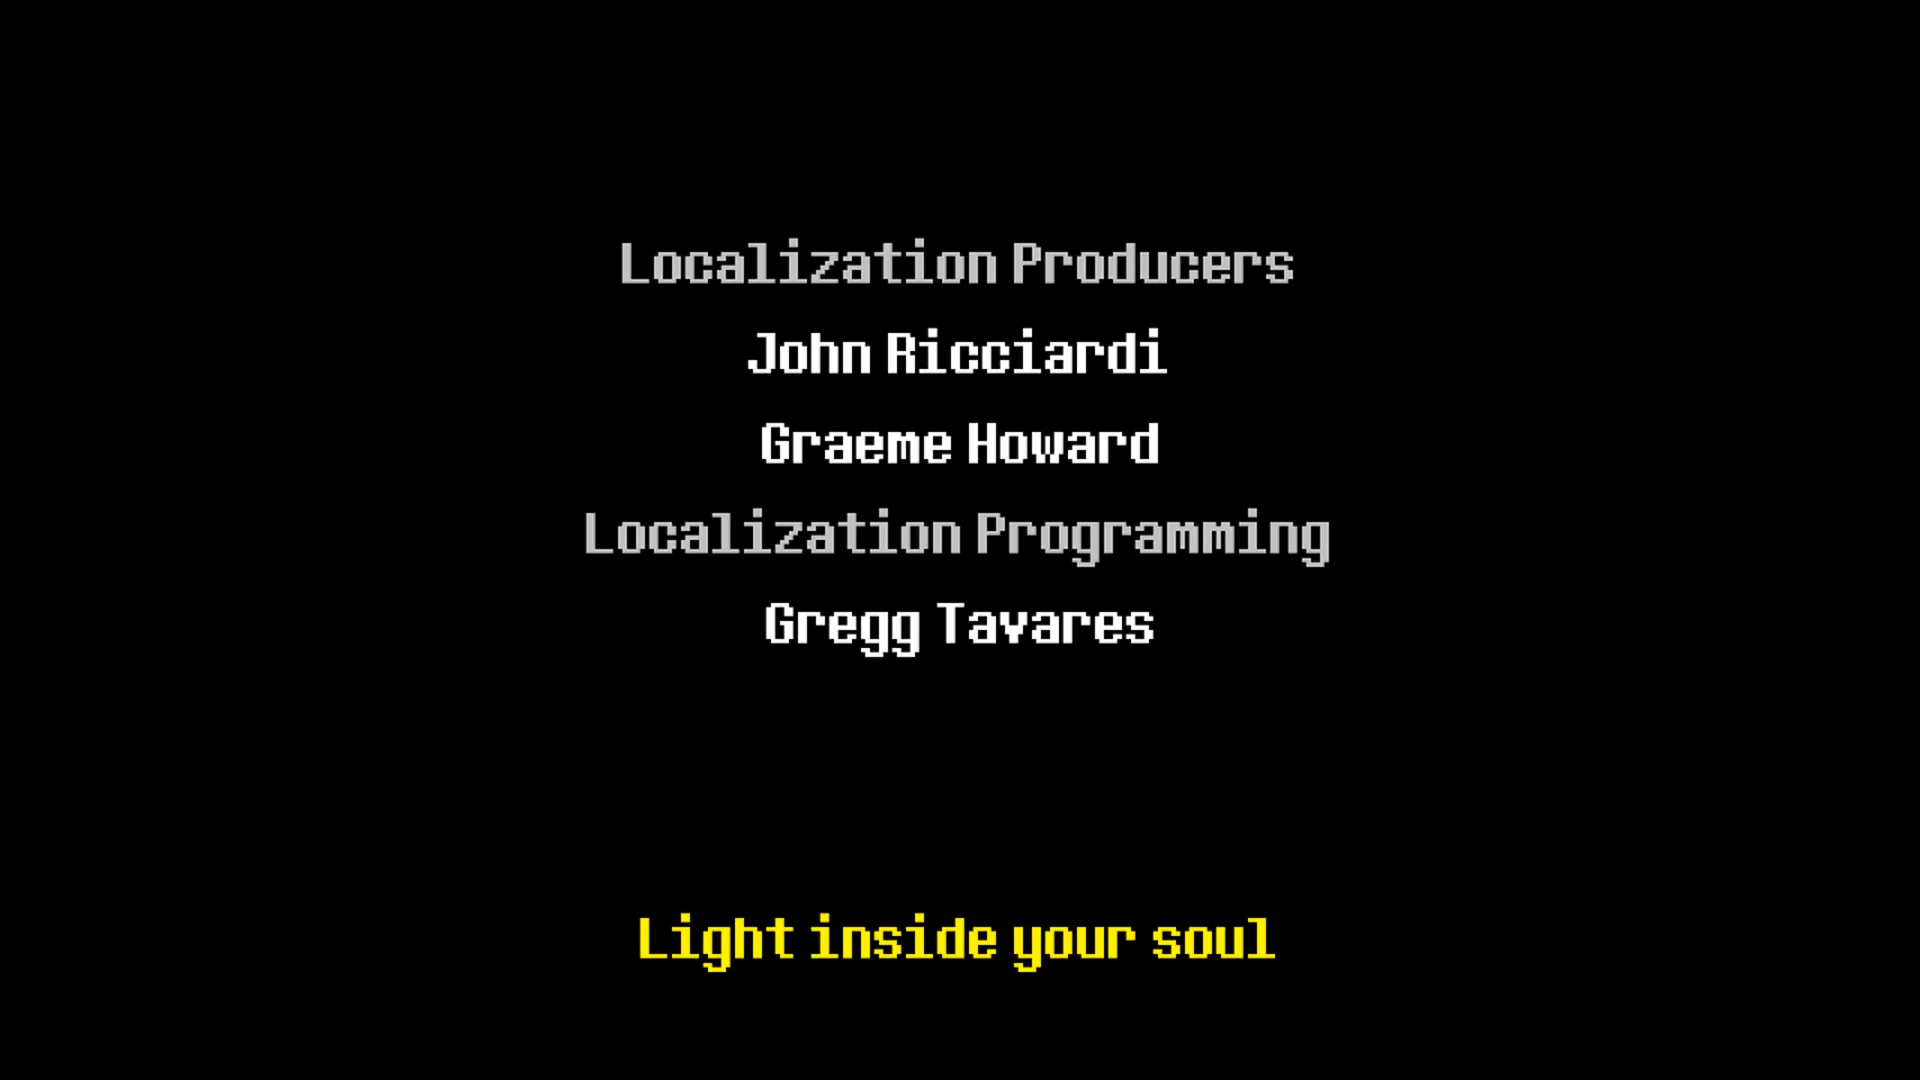 Localization Producers
John Ricciardi
Graeme Howard
Localization Programming
Gregg Tavares
Light inside your soul